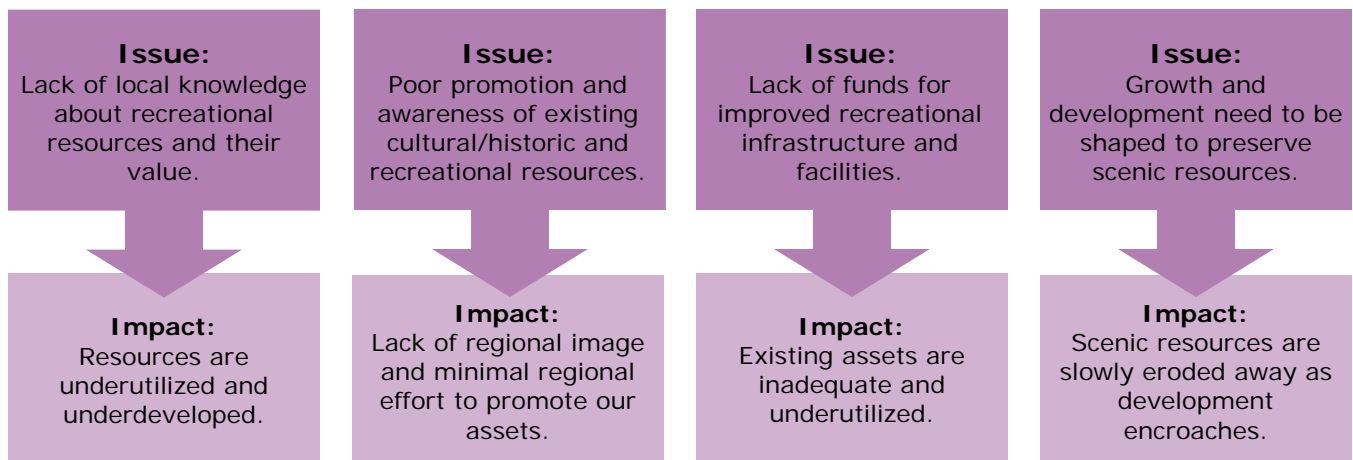 Issue:
Lack of local knowledge
about recreational
resources and their
value.
Impact:
Resources are
underutilized and
underdeveloped.
Issue:
Poor promotion and
awareness of existing
cultural/historic and
recreational resources.
Impact:
Lack of regional image
and minimal regional
effort to promote our
assets.
Issue:
Lack of funds for
improved recreational
infrastructure and
facilities.
Impact:
Existing assets are
inadequate and
underutilized.
Issue:
Growth and
development need to be
shaped to preserve
scenic resources.
Impact:
Scenic resources are
slowly eroded away as
development
encroaches.